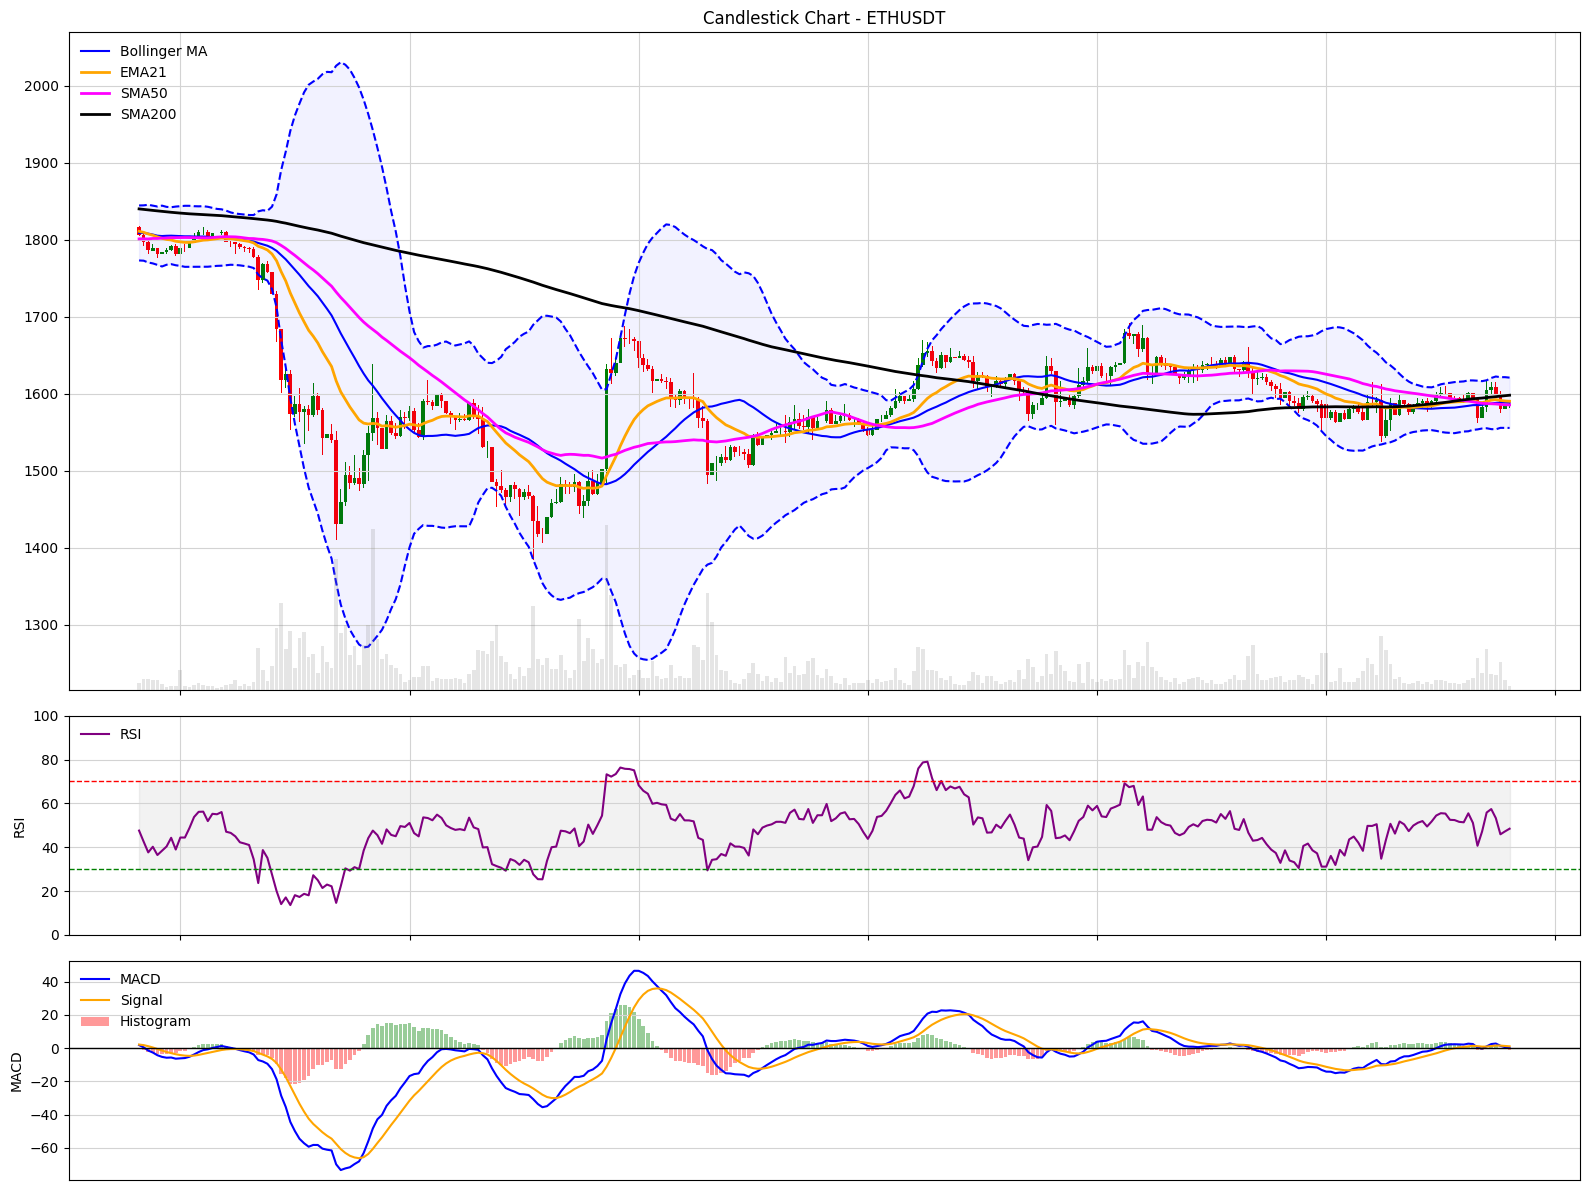 Candlestick Chart - ETHUSDT
Bollinger MA
EMA21
SMA50
SMA200
2000
1900
1800
1700
1600
1500
1400
1300
RSI
100
80
60
40
20
0
RSI
MACD
Signal
Histogram
40
20
0
−20
−40
−60
MACD